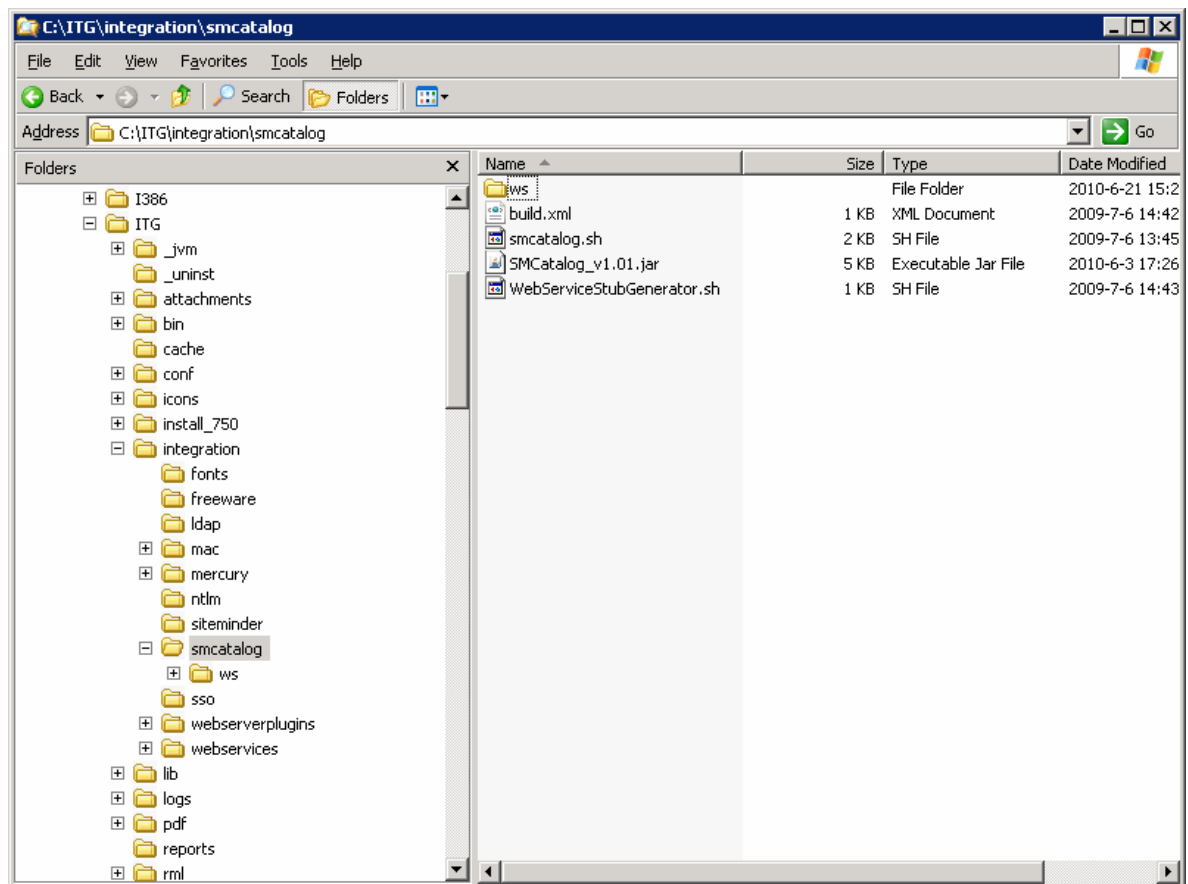 C:\ITG\integration\smcatalog
File Edit View Favorites Tools Help
Back Search Folders
Address C:\ITG\integration\smcatalog Go
Folders
I386
ITG
_jvm
_uninst
attachments
bin
cache
conf
icons
install_750
integration
fonts
freeware
ldap
mac
mercury
ntlm
siteminder
smcatalog
ws
sso
webserverplugins
webservices
lib
logs
pdf
reports
rml
Name Size Type Date Modified
ws File Folder 2010-6-21 15:2
build.xml 1 KB XML Document 2009-7-6 14:42
smcatalog.sh 2 KB SH File 2009-7-6 13:45
SMCatalog_v1.01.jar 5 KB Executable Jar File 2010-6-3 17:26
WebServiceStubGenerator.sh 1 KB SH File 2009-7-6 14:43